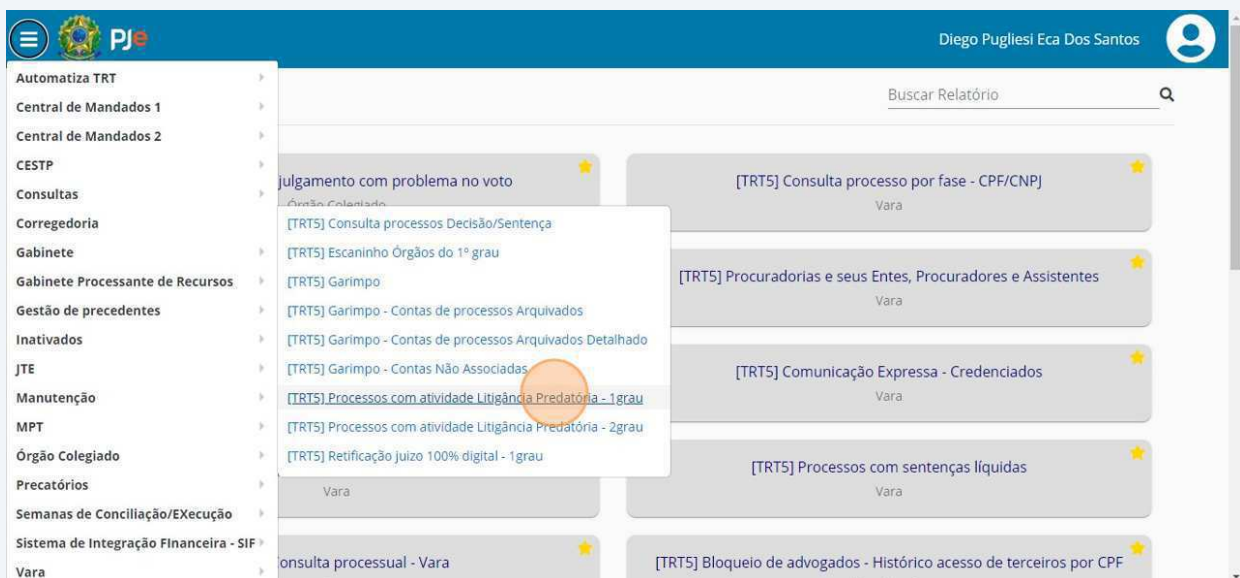 PJe
Diego Pugliesi Eca Dos Santos
Buscar Relatório
Automatiza TRT
Central de Mandados 1
Central de Mandados 2
CESTP
Consultas
Corregedoria
Gabinete
Gabinete Processante de Recursos
Gestão de precedentes
Inativados
JTE
Manutenção
MPT
Órgão Colegiado
Precatórios
Semanas de Conciliação/EXecução
Sistema de Integração FInanceira - SIF
Vara
[TRT5] Consulta processos Decisão/Sentença
[TRT5] Escaninho Órgãos do 1º grau
[TRT5] Garimpo
[TRT5] Garimpo - Contas de processos Arquivados
[TRT5] Garimpo - Contas de processos Arquivados Detalhado
[TRT5] Garimpo - Contas Não Associadas
[TRT5] Processos com atividade Litigância Predatória - 1grau
[TRT5] Processos com atividade Litigância Predatória - 2grau
[TRT5] Retificação juizo 100% digital - 1grau
julgamento com problema no voto
Órgão Colegiado
Vara
onsulta processual - Vara
[TRT5] Consulta processo por fase - CPF/CNPJ
Vara
[TRT5] Procuradorias e seus Entes, Procuradores e Assistentes
Vara
[TRT5] Comunicação Expressa - Credenciados
Vara
[TRT5] Processos com sentenças líquidas
Vara
[TRT5] Bloqueio de advogados - Histórico acesso de terceiros por CPF